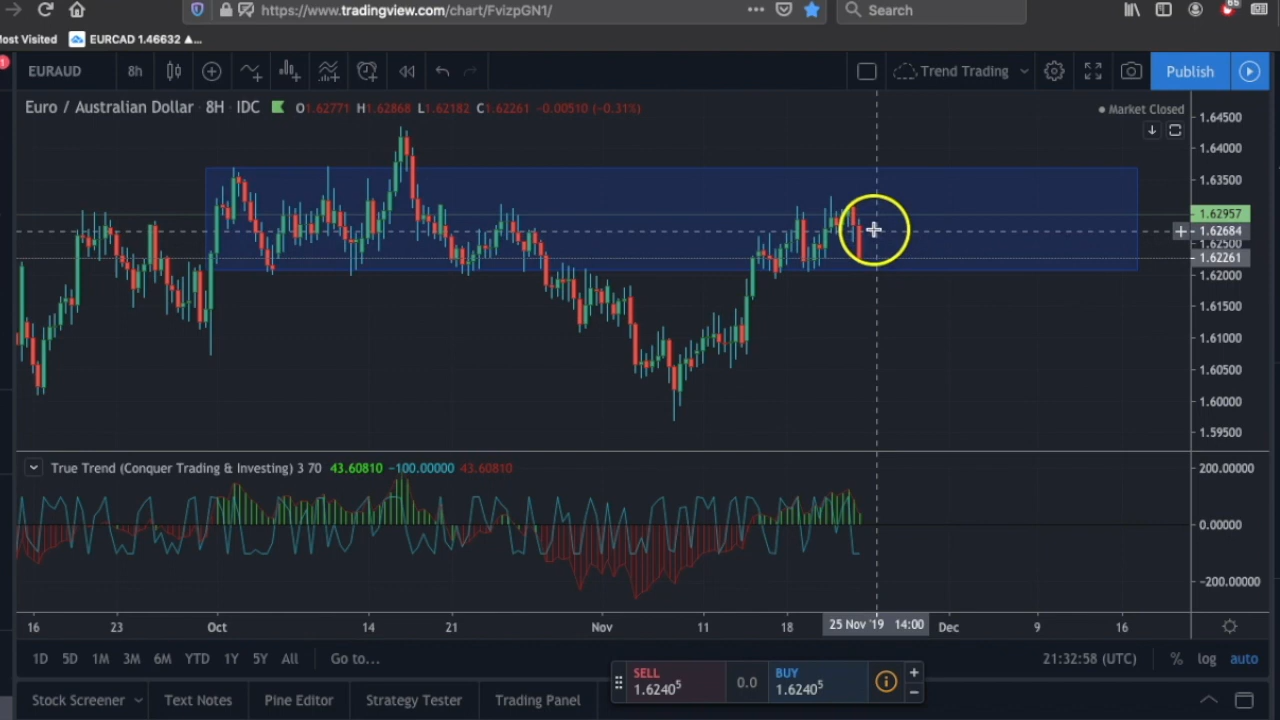 https://www.tradingview.com/chart/FvizpGN1/
Search
65
ost Visited
EURCAD 1.46632 ▲...
1
EURAUD
8h
Trend Trading
Publish
Euro / Australian Dollar 8H IDC O1.62771 H1.62868 L1.62182 C1.62261 -0.00510 (-0.31%)
Market Closed
1.64500
1.64000
1.63500
1.62957
1.62684
1.62500
1.62261
1.62000
1.61500
1.61000
1.60500
1.60000
1.59500
True Trend (Conquer Trading & Investing) 3 70 43.60810 -100.00000 43.60810
200.00000
0.00000
-200.00000
16 23 Oct 14 21 Nov 11 18 25 Nov '19 14:00 Dec 9 16
1D 5D 1M 3M 6M YTD 1Y 5Y All Go to... 21:32:58 (UTC) % log auto
SELL 1.62405 0.0 BUY 1.62405
Stock Screener Text Notes Pine Editor Strategy Tester Trading Panel